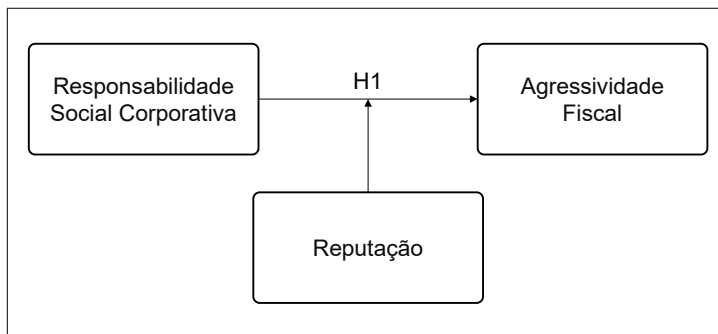 Responsabilidade
Social Corporativa
H1
Agressividade
Fiscal
Reputação